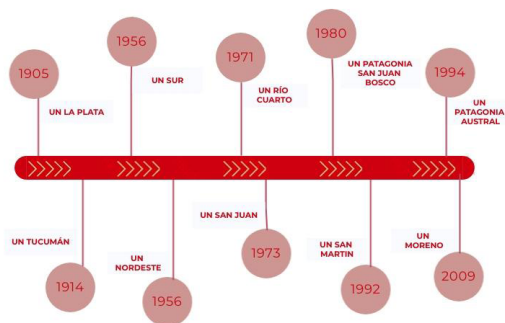 1905
UN LA PLATA
1956
UN SUR
1971
UN RÍO
CUARTO
1980
UN PATAGONIA
SAN JUAN
BOSCO
1994
UN
PATAGONIA
AUSTRAL
UN TUCUMÁN
1914
UN
NORDESTE
1956
UN SAN JUAN
1973
UN SAN
MARTIN
1992
UN
MORENO
2009